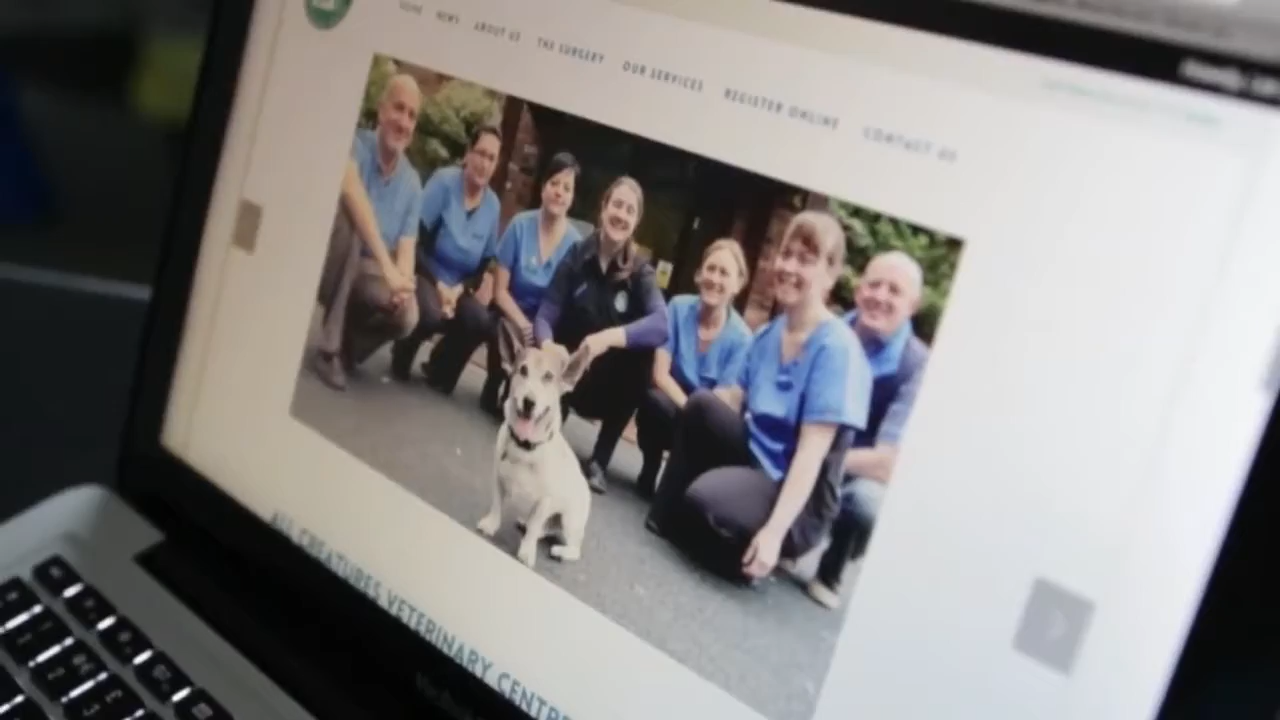 HOME NEWS ABOUT US THE SURGERY OUR SERVICES REGISTER ONLINE CONTACT US
ALL CREATURES VETERINARY CENTRE